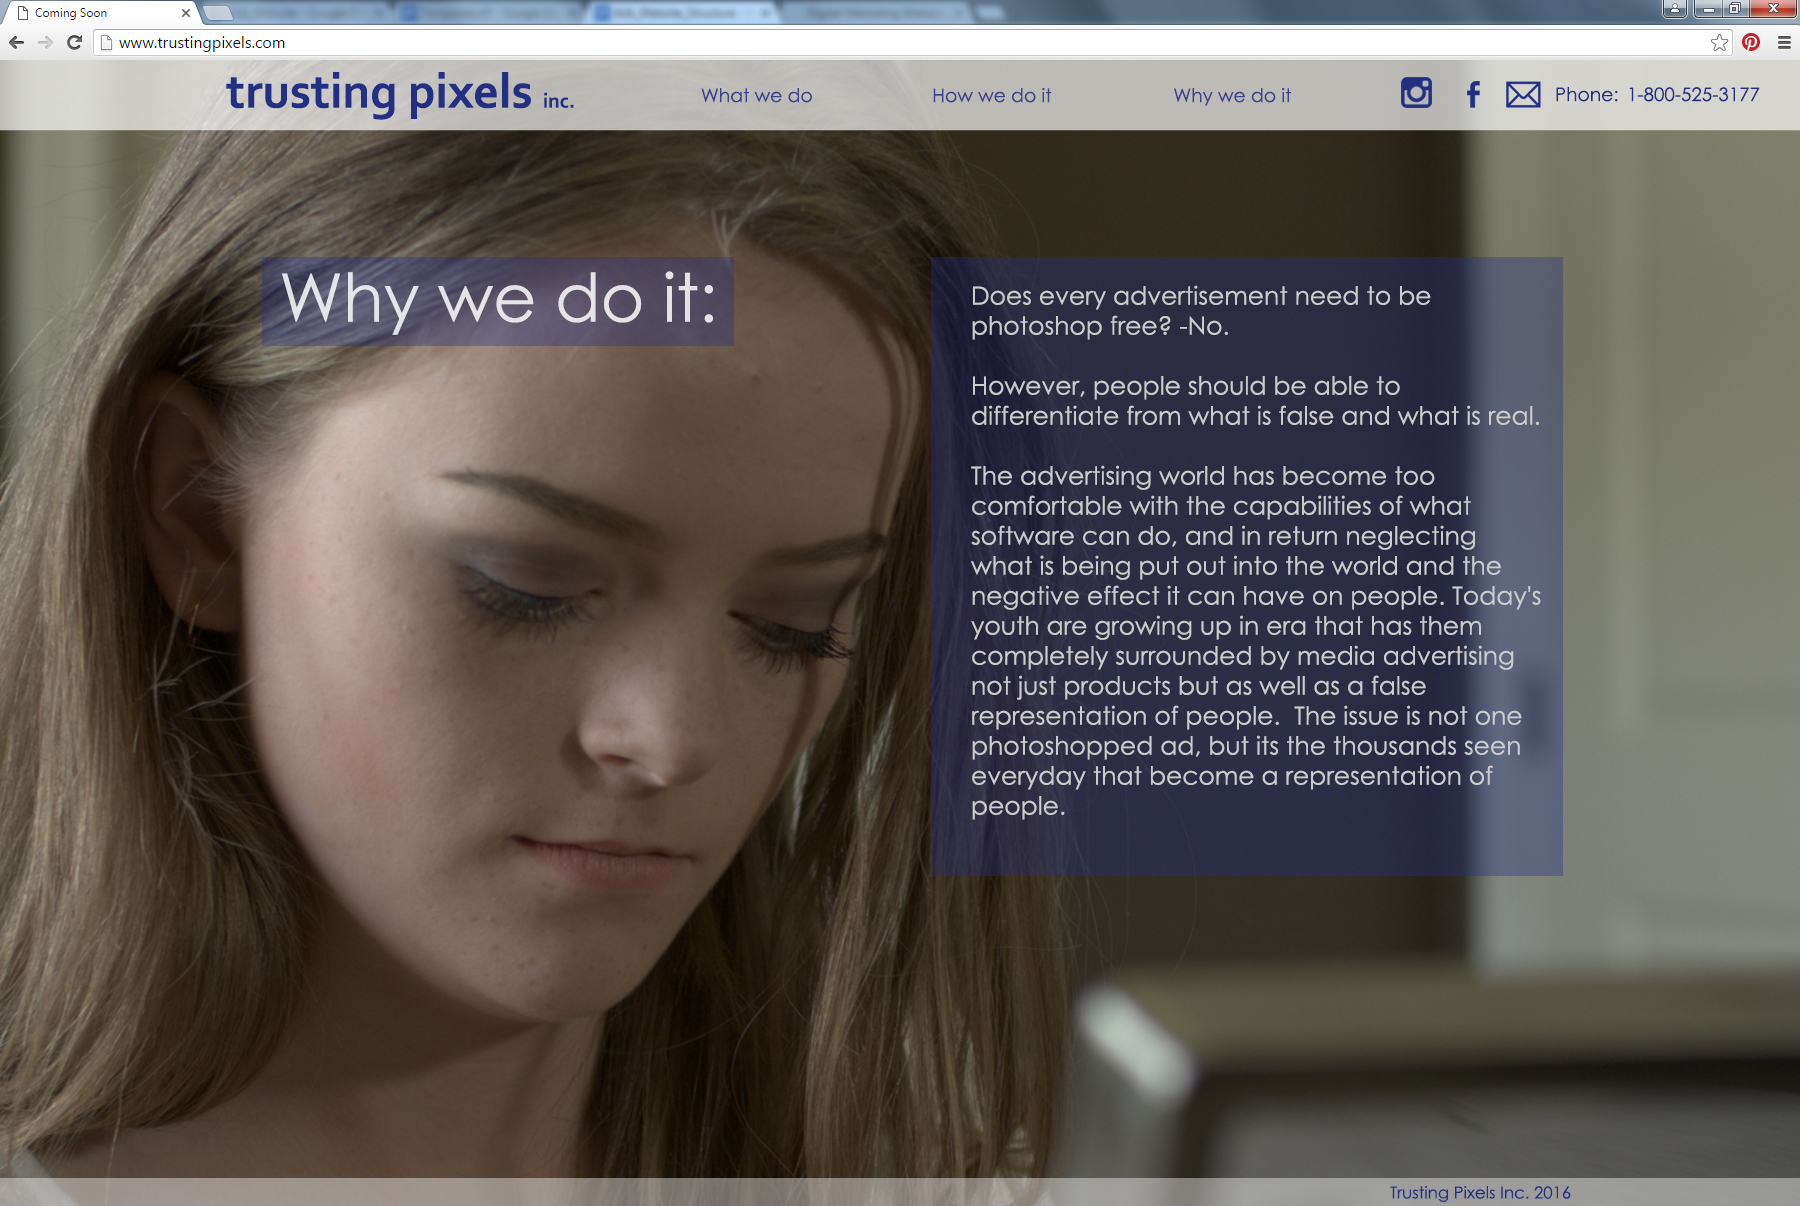 Coming Soon
www.trustingpixels.com
trusting pixels inc.
What we do
How we do it
Why we do it
Phone: 1-800-525-3177
Why we do it:
Does every advertisement need to be
photoshop free? -No.
However, people should be able to
differentiate from what is false and what is real.
The advertising world has become too
comfortable with the capabilities of what
software can do, and in return neglecting
what is being put out into the world and the
negative effect it can have on people. Today's
youth are growing up in era that has them
completely surrounded by media advertising
not just products but as well as a false
representation of people.  The issue is not one
photoshopped ad, but its the thousands seen
everyday that become a representation of
people.
Trusting Pixels Inc. 2016